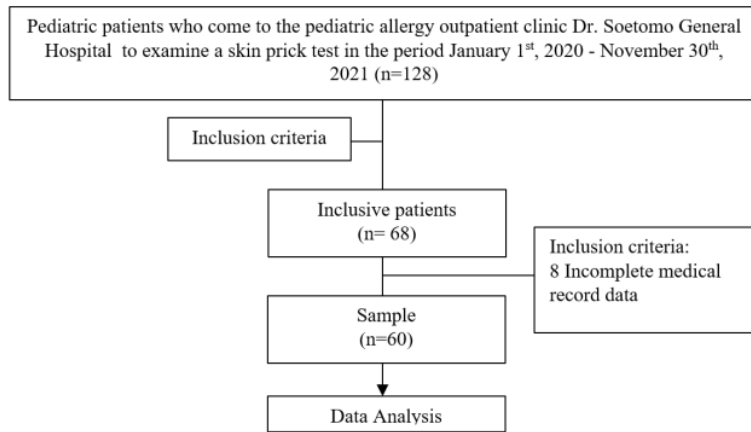 Pediatric patients who come to the pediatric allergy outpatient clinic Dr. Soetomo General
Hospital to examine a skin prick test in the period January 1st, 2020 - November 30th,
2021 (n=128)
Inclusion criteria
Inclusive patients
(n= 68)
Inclusion criteria:
8 Incomplete medical
record data
Sample
(n=60)
Data Analysis